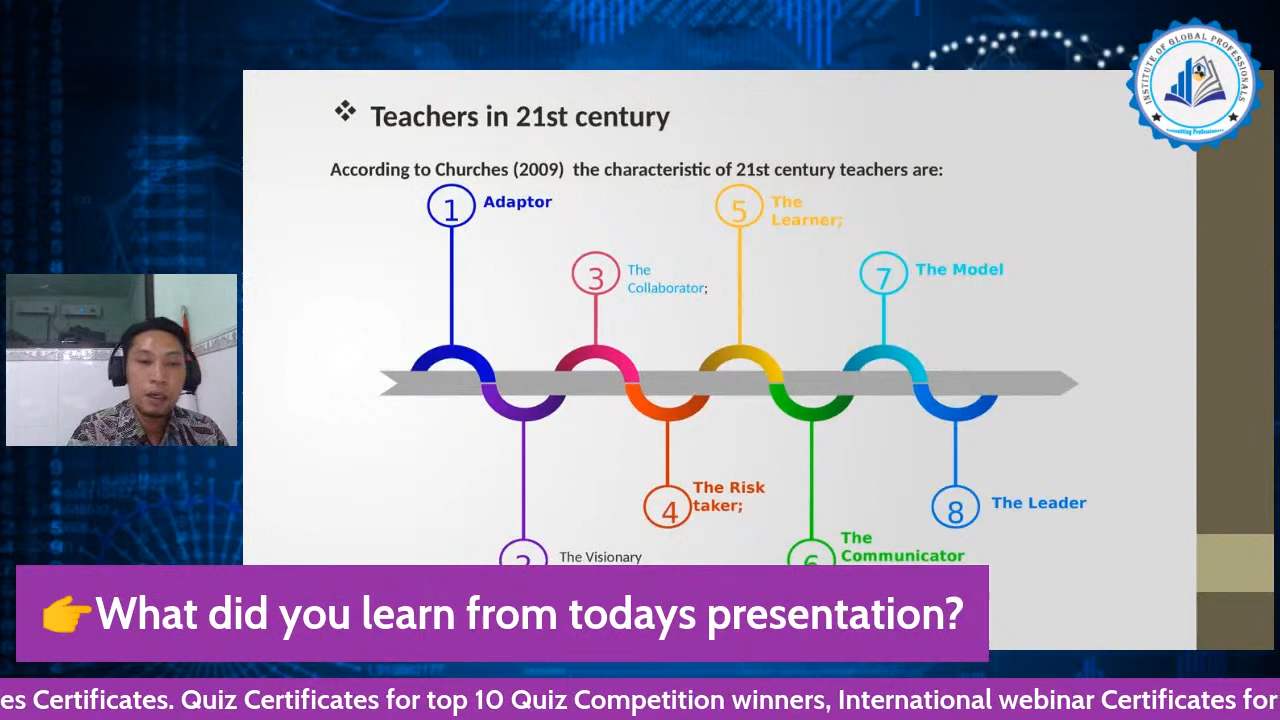 INSTITUTE OF GLOBAL PROFESSIONALS
❖ Teachers in 21st century
According to Churches (2009) the characteristic of 21st century teachers are:
1 Adaptor
5 The
Learner;
3 The
Collaborator;
7 The Model
4 The Risk
taker;
8 The Leader
2 The Visionary
6 The
Communicator
👉What did you learn from todays presentation?
es Certificates. Quiz Certificates for top 10 Quiz Competition winners, International webinar Certificates for